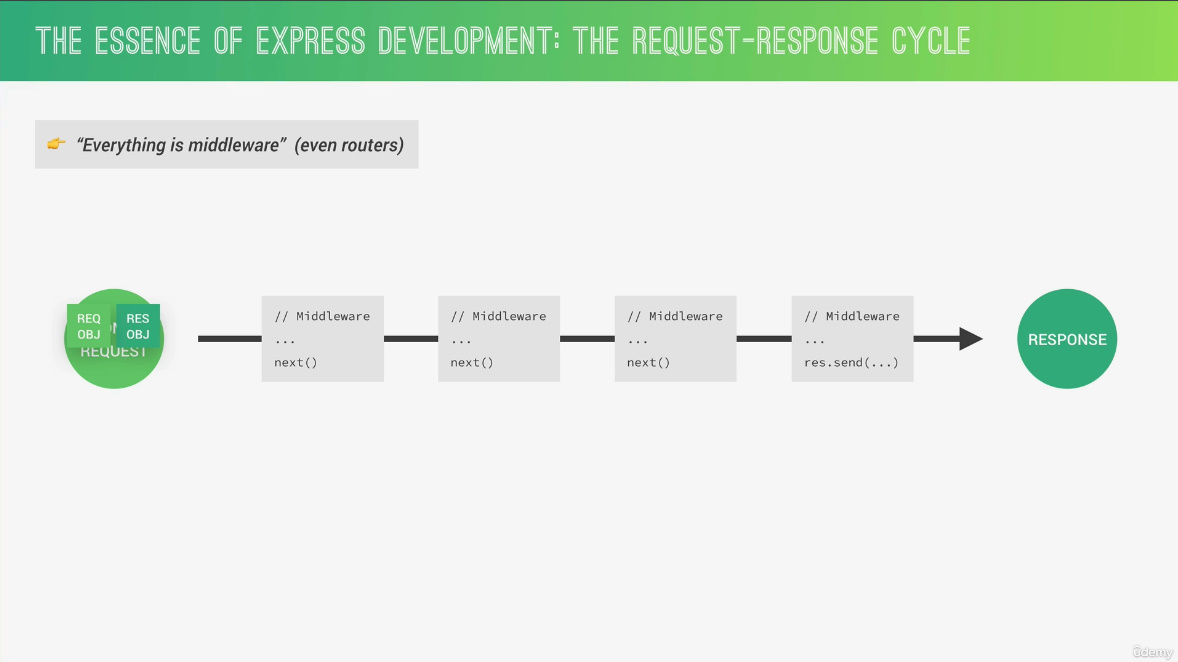 THE ESSENCE OF EXPRESS DEVELOPMENT: THE REQUEST-RESPONSE CYCLE
👉 “Everything is middleware” (even routers)
REQ OBJ
RES OBJ
REQUEST
// Middleware
...
next()
// Middleware
...
next()
// Middleware
...
next()
// Middleware
...
res.send(...)
RESPONSE
ûdemy